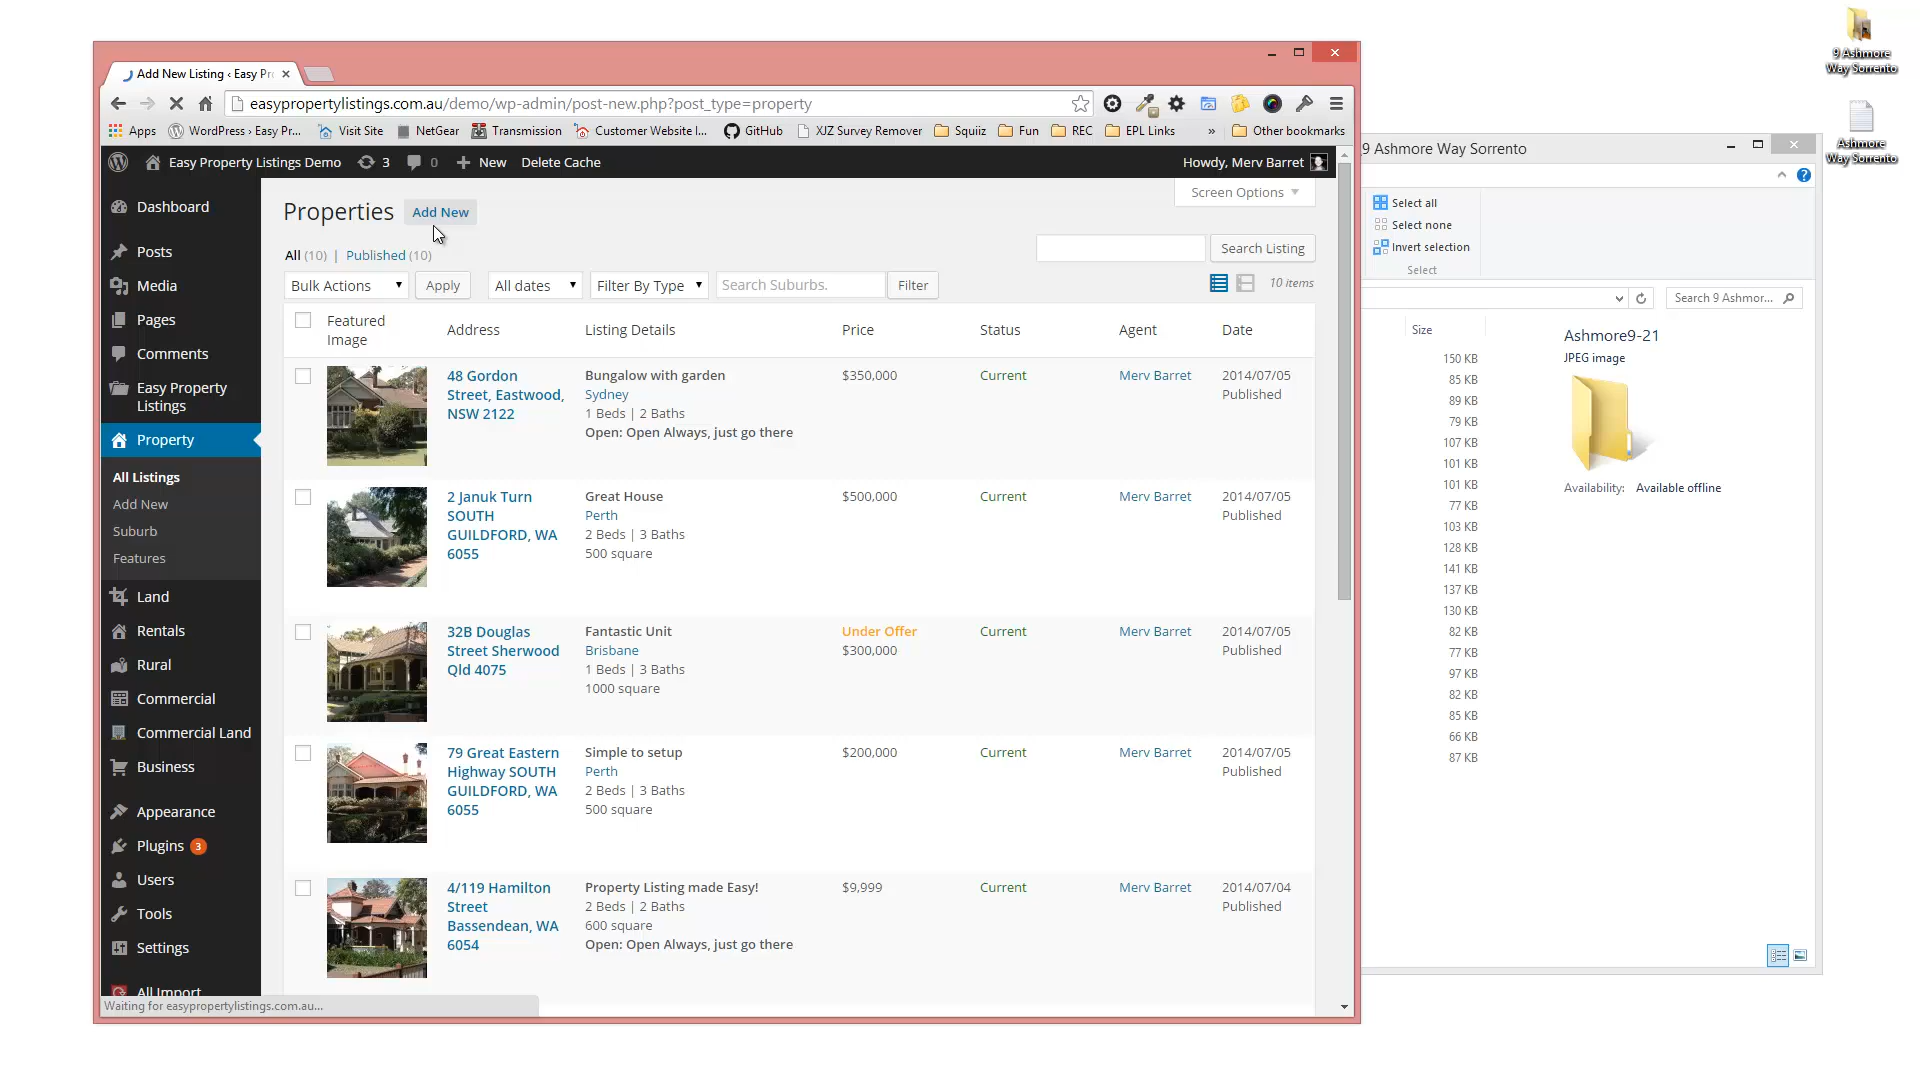 Add New Listing ‹ Easy Pr
easypropertylistings.com.au/demo/wp-admin/post-new.php?post_type=property
Apps
WordPress › Easy Pr...
Visit Site
NetGear
Transmission
Customer Website I...
GitHub
XJZ Survey Remover
Squiiz
Fun
REC
EPL Links
»
Other bookmarks
Easy Property Listings Demo
3
0
New
Delete Cache
Howdy, Merv Barret
Dashboard
Posts
Media
Pages
Comments
Easy Property
Listings
Property
All Listings
Add New
Suburb
Features
Land
Rentals
Rural
Commercial
Commercial Land
Business
Appearance
Plugins 3
Users
Tools
Settings
All Import
Waiting for easypropertylistings.com.au...
Screen Options
Properties
Add New
All (10) | Published (10)
Search Listing
Bulk Actions
Apply
All dates
Filter By Type
Search Suburbs.
Filter
10 items
Featured
Image
Address
Listing Details
Price
Status
Agent
Date
48 Gordon
Street, Eastwood,
NSW 2122
Bungalow with garden
Sydney
1 Beds | 2 Baths
Open: Open Always, just go there
$350,000
Current
Merv Barret
2014/07/05
Published
2 Januk Turn
SOUTH
GUILDFORD, WA
6055
Great House
Perth
2 Beds | 3 Baths
500 square
$500,000
Current
Merv Barret
2014/07/05
Published
32B Douglas
Street Sherwood
Qld 4075
Fantastic Unit
Brisbane
1 Beds | 3 Baths
1000 square
Under Offer
$300,000
Current
Merv Barret
2014/07/05
Published
79 Great Eastern
Highway SOUTH
GUILDFORD, WA
6055
Simple to setup
Perth
2 Beds | 3 Baths
500 square
$200,000
Current
Merv Barret
2014/07/05
Published
4/119 Hamilton
Street
Bassendean, WA
6054
Property Listing made Easy!
2 Beds | 2 Baths
600 square
Open: Open Always, just go there
$9,999
Current
Merv Barret
2014/07/04
Published
9 Ashmore Way Sorrento
Select all
Select none
Invert selection
Select
Search 9 Ashmor...
Size
150 KB
85 KB
89 KB
79 KB
107 KB
101 KB
101 KB
77 KB
103 KB
128 KB
141 KB
137 KB
130 KB
82 KB
77 KB
97 KB
82 KB
85 KB
66 KB
87 KB
Ashmore9-21
JPEG image
Availability: Available offline
9 Ashmore
Way Sorrento
Ashmore
Way Sorrento